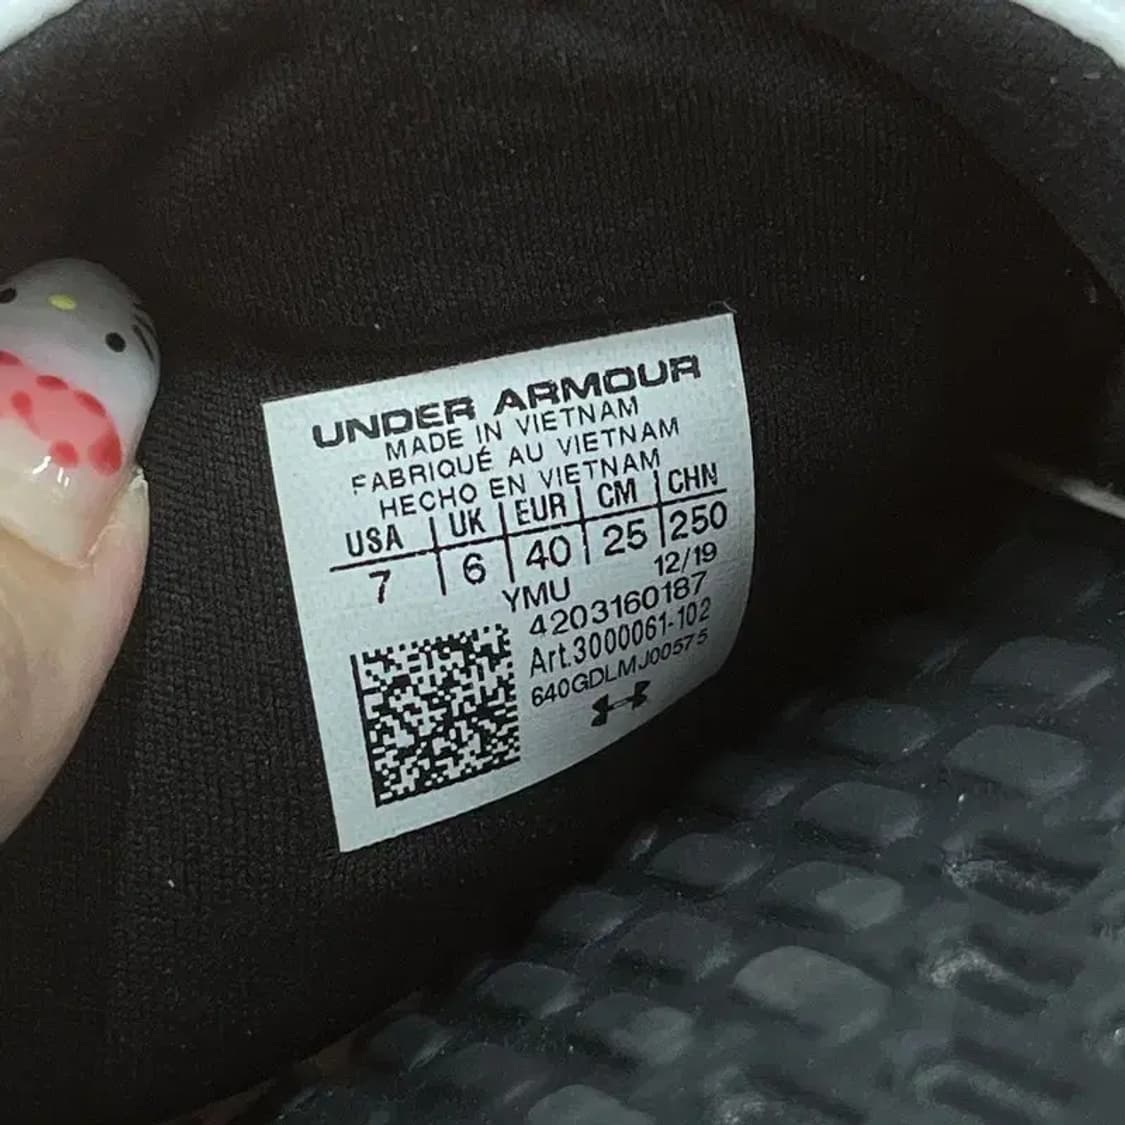 UNDER ARMOUR
MADE IN VIETNAM
FABRIQUÉ AU VIETNAM
HECHO EN VIETNAM
USA UK EUR CM CHN
7 6 40 25 250
YMU 12/19
4203160187
Art.3000061-102
640GDLMJ00575